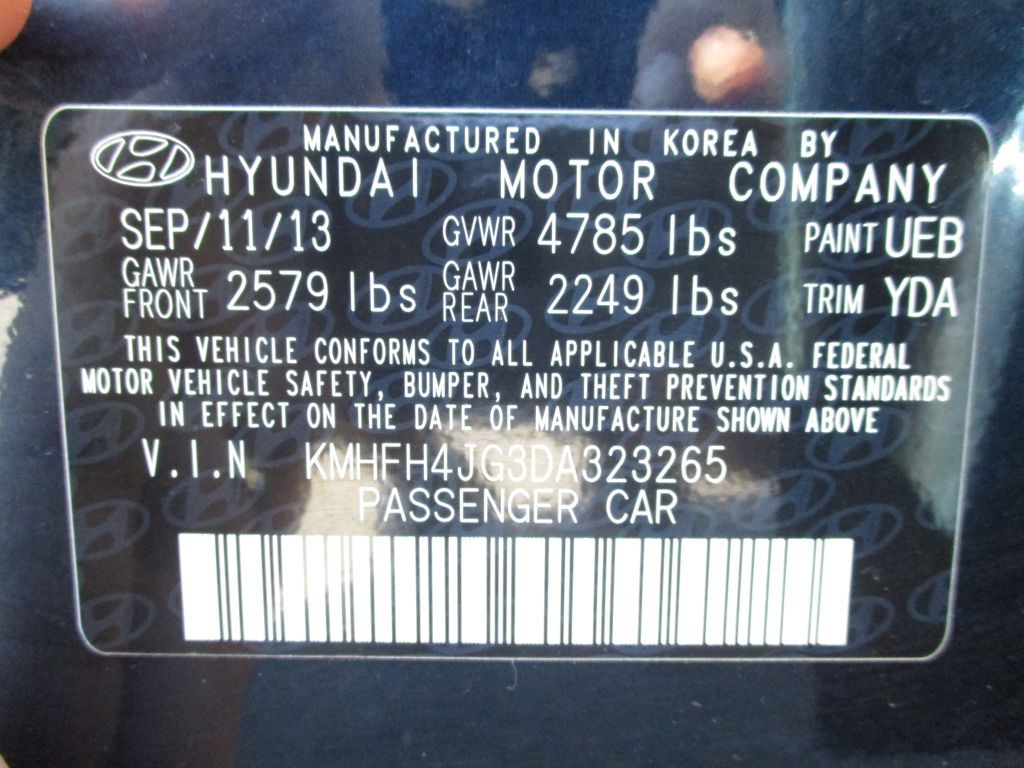 MANUFACTURED IN KOREA BY
HYUNDAI MOTOR COMPANY
SEP/11/13 GVWR 4785 lbs PAINT UEB
GAWR FRONT 2579 lbs GAWR REAR 2249 lbs TRIM YDA
THIS VEHICLE CONFORMS TO ALL APPLICABLE U.S.A. FEDERAL
MOTOR VEHICLE SAFETY, BUMPER, AND THEFT PREVENTION STANDARDS
IN EFFECT ON THE DATE OF MANUFACTURE SHOWN ABOVE
V.I.N KMHFH4JG3DA323265
PASSENGER CAR